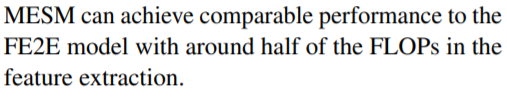 MESM can achieve comparable performance to the
FE2E model with around half of the FLOPs in the
feature extraction.